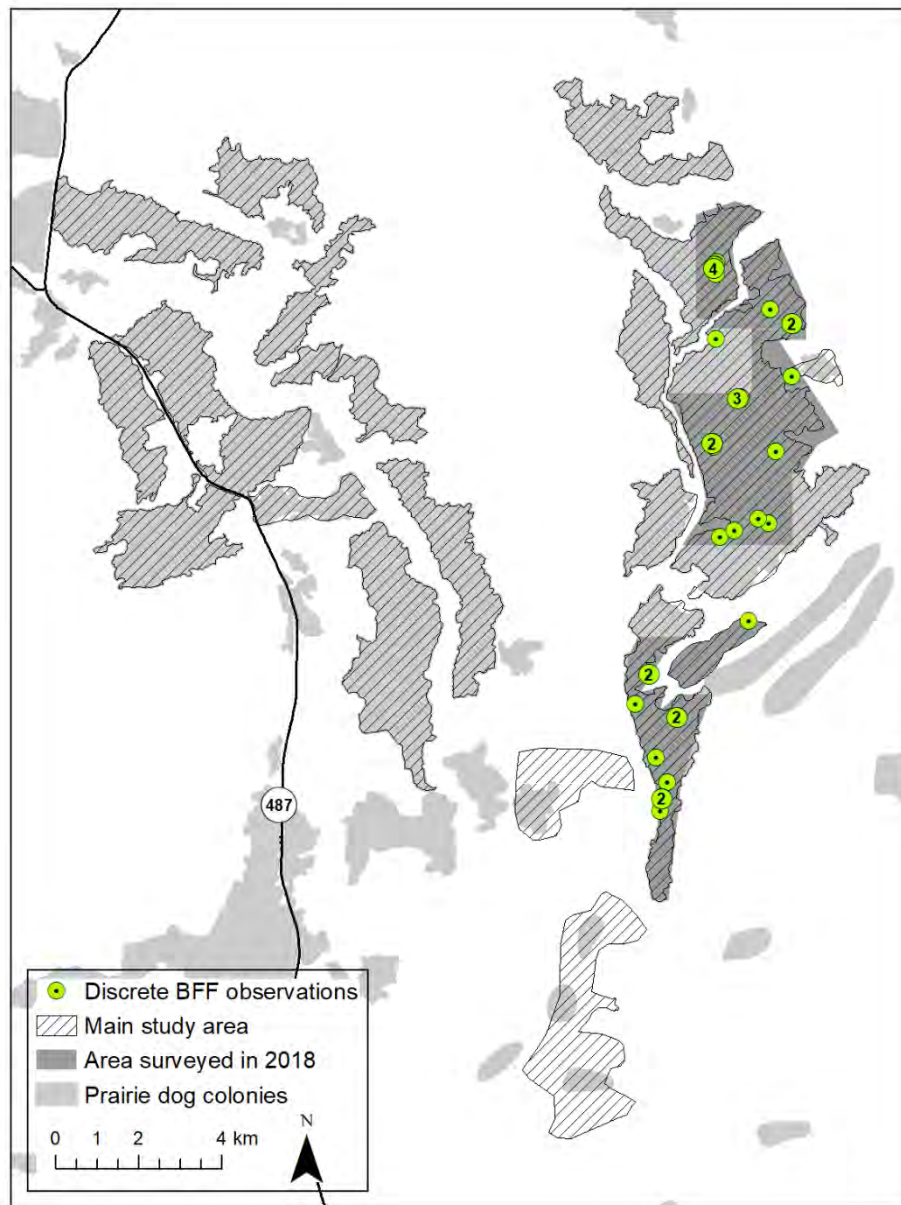 4
2
3
2
2
2
2
487
Discrete BFF observations
Main study area
Area surveyed in 2018
Prairie dog colonies
N
0 1 2 4 km